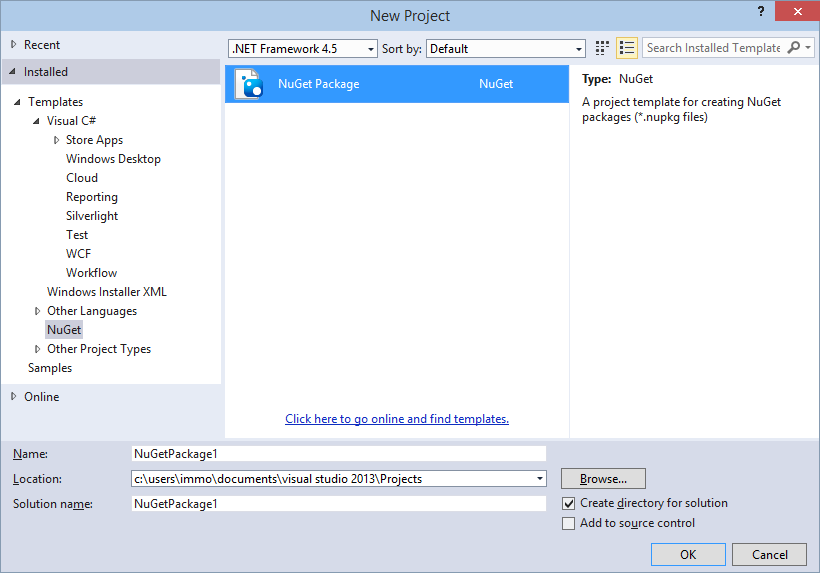 New Project
?
Recent
.NET Framework 4.5
Sort by:
Default
Search Installed Template
Installed
Templates
Visual C#
Store Apps
Windows Desktop
Cloud
Reporting
Silverlight
Test
WCF
Workflow
Windows Installer XML
Other Languages
NuGet
Other Project Types
Samples
Online
NuGet Package
NuGet
Click here to go online and find templates.
Type: NuGet
A project template for creating NuGet
packages (*.nupkg files)
Name:
NuGetPackage1
Location:
c:\users\immo\documents\visual studio 2013\Projects
Browse...
Solution name:
NuGetPackage1
Create directory for solution
Add to source control
OK
Cancel